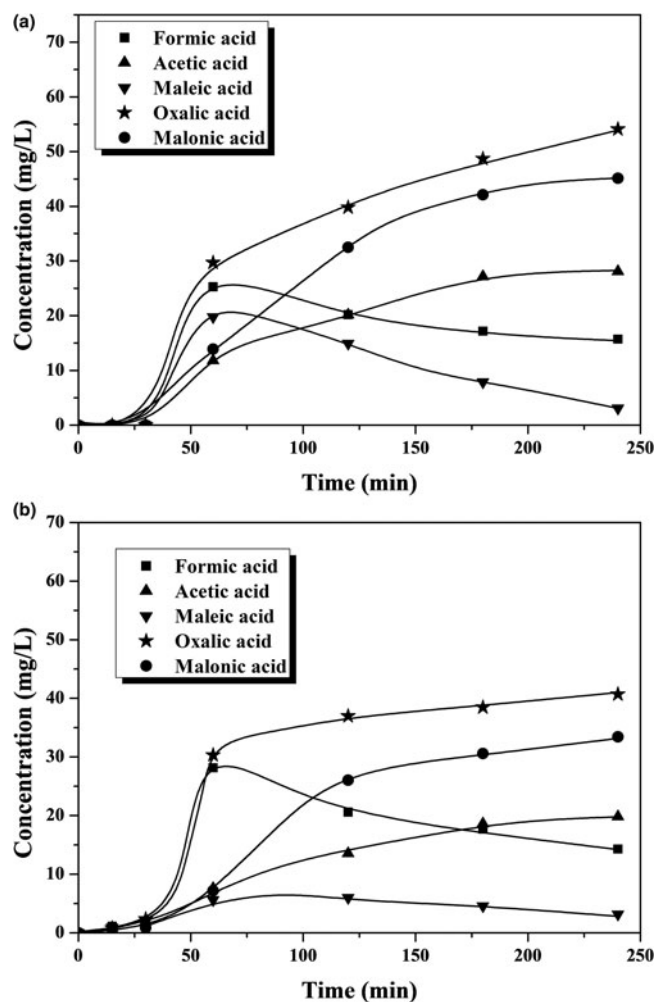 (a)
Formic acid
Acetic acid
Maleic acid
Oxalic acid
Malonic acid
Concentration (mg/L)
70
60
50
40
30
20
10
0
0 50 100 150 200 250
Time (min)
(b)
Formic acid
Acetic acid
Maleic acid
Oxalic acid
Malonic acid
Concentration (mg/L)
70
60
50
40
30
20
10
0
0 50 100 150 200 250
Time (min)